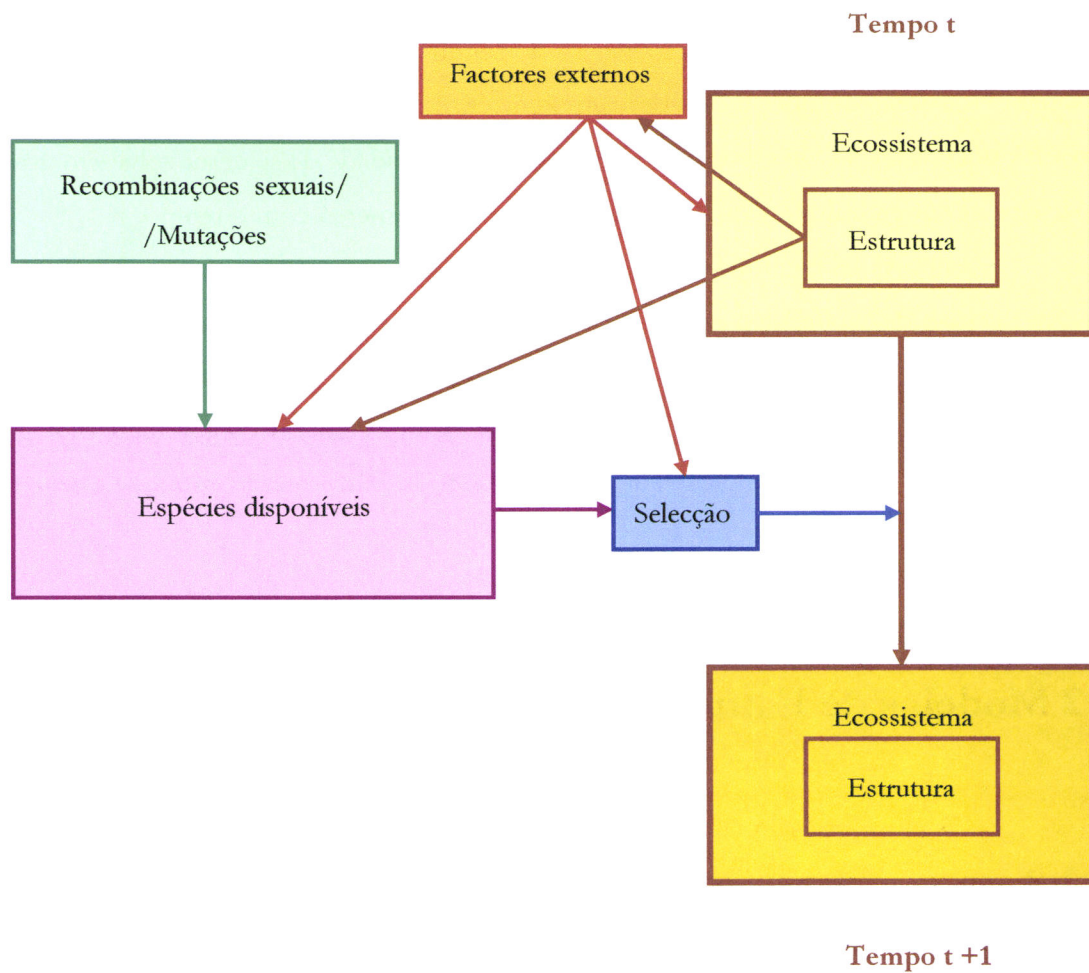 Tempo t
Factores externos
Ecossistema
Recombinações sexuais/
/Mutações
Estrutura
Espécies disponíveis
Selecção
Ecossistema
Estrutura
Tempo t +1